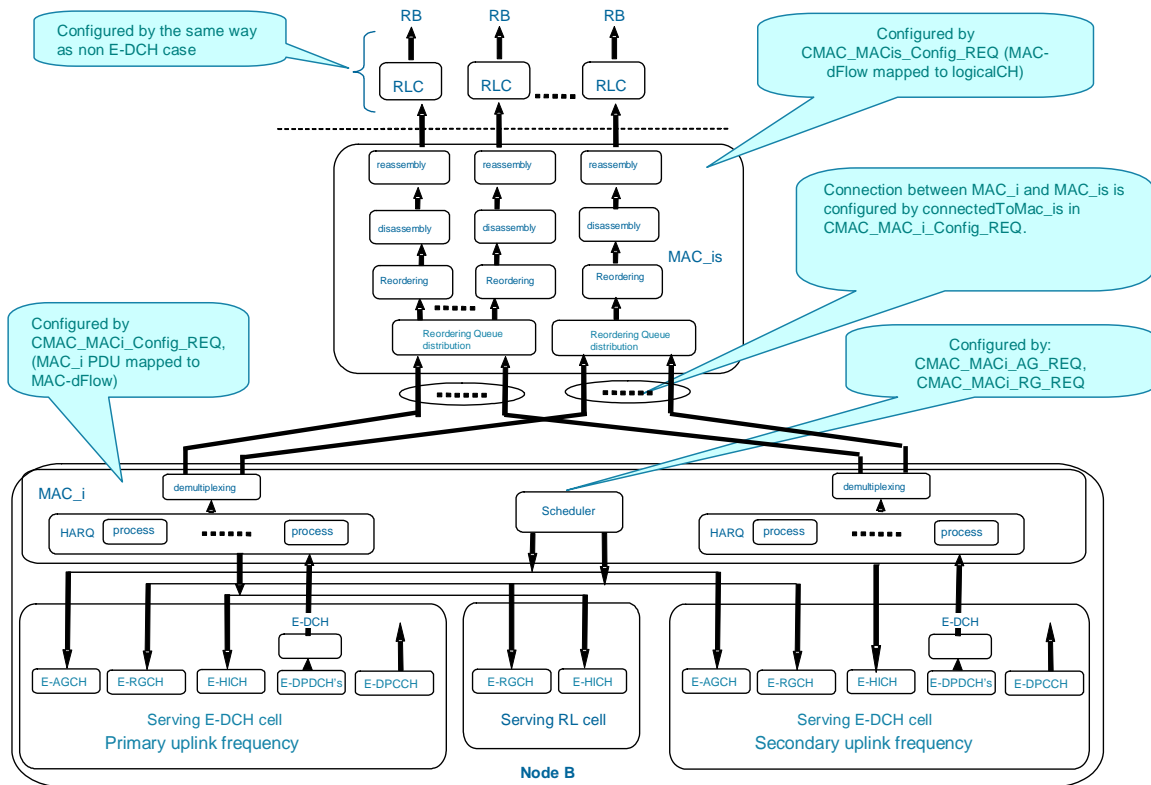 RB
RB
RB
Configured by the same way
as non E-DCH case
RLC
RLC
RLC
Configured by
CMAC_MACis_Config_REQ (MAC-
dFlow mapped to logicalCH)
reassembly
reassembly
reassembly
disassembly
disassembly
disassembly
MAC_is
Reordering
Reordering
Reordering
Reordering Queue
distribution
Reordering Queue
distribution
Connection between MAC_i and MAC_is is
configured by connectedToMac_is in
CMAC_MAC_i_Config_REQ.
Configured by
CMAC_MACi_Config_REQ,
(MAC_i PDU mapped to
MAC-dFlow)
Configured by:
CMAC_MACi_AG_REQ,
CMAC_MACi_RG_REQ
MAC_i
demultiplexing
demultiplexing
Scheduler
HARQ
process
process
HARQ
process
process
E-DCH
E-DCH
E-AGCH
E-RGCH
E-HICH
E-DPDCH's
E-DPCCH
E-RGCH
E-HICH
E-AGCH
E-RGCH
E-HICH
E-DPDCH's
E-DPCCH
Serving E-DCH cell
Primary uplink frequency
Serving RL cell
Serving E-DCH cell
Secondary uplink frequency
Node B